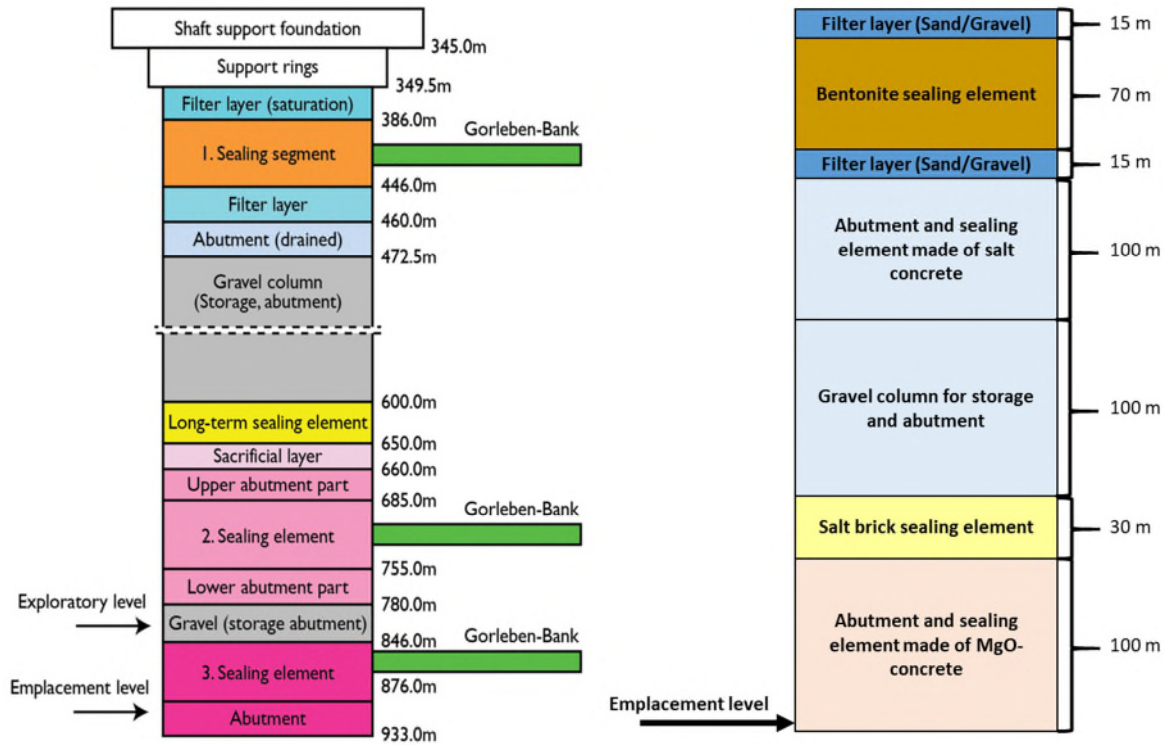 Shaft support foundation
345.0m
Support rings
349.5m
Filter layer (saturation)
386.0m
Gorleben-Bank
1. Sealing segment
446.0m
Filter layer
460.0m
Abutment (drained)
472.5m
Gravel column
(Storage, abutment)
600.0m
Long-term sealing element
650.0m
Sacrificial layer
660.0m
Upper abutment part
685.0m
Gorleben-Bank
2. Sealing element
755.0m
Lower abutment part
780.0m
Exploratory level
Gravel (storage abutment)
846.0m
Gorleben-Bank
3. Sealing element
876.0m
Emplacement level
Abutment
933.0m
Filter layer (Sand/Gravel)
15 m
Bentonite sealing element
70 m
Filter layer (Sand/Gravel)
15 m
Abutment and sealing
element made of salt
concrete
100 m
Gravel column for storage
and abutment
100 m
Salt brick sealing element
30 m
Abutment and sealing
element made of MgO-
concrete
100 m
Emplacement level